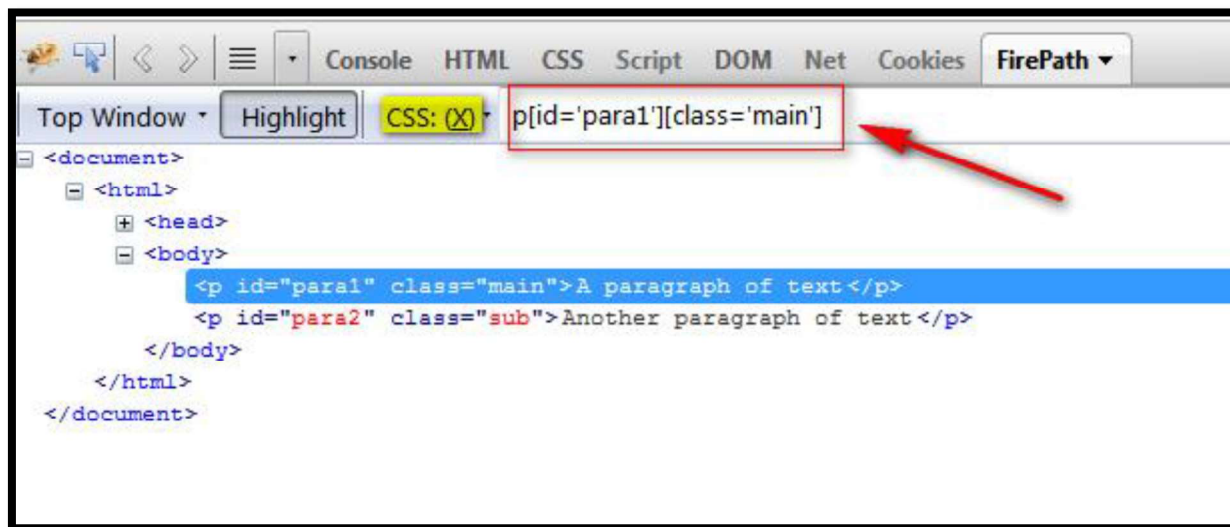 Console HTML CSS Script DOM Net Cookies FirePath
Top Window Highlight CSS: (X) p[id='para1'][class='main']
<document>
<html>
<head>
<body>
<p id="para1" class="main">A paragraph of text</p>
<p id="para2" class="sub">Another paragraph of text</p>
</body>
</html>
</document>